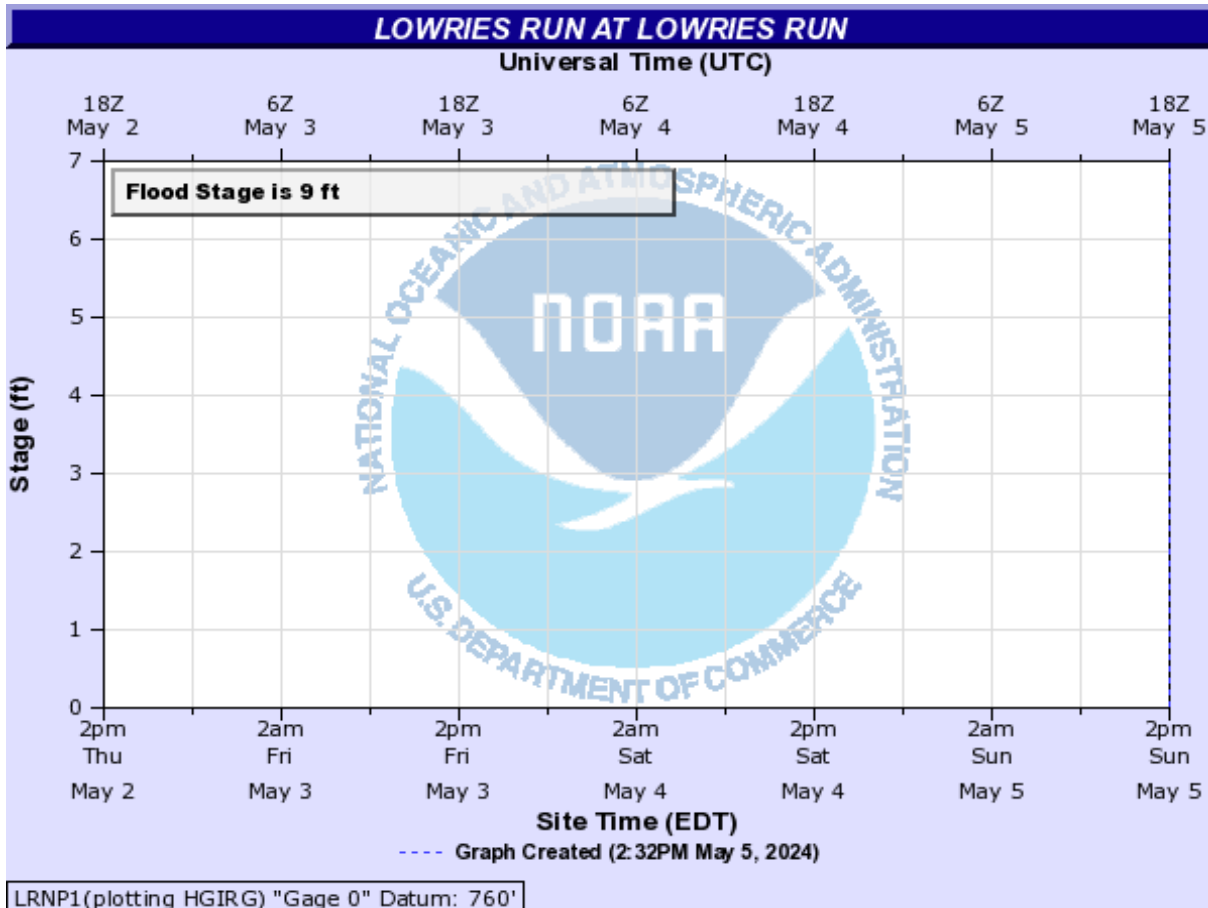 LOWRIES RUN AT LOWRIES RUN
Universal Time (UTC)
18Z 6Z 18Z 6Z 18Z 6Z 18Z
May 2 May 3 May 3 May 4 May 4 May 5 May 5
7
Flood Stage is 9 ft
6
5
4
3
2
1
0
Stage (ft)
NATIONAL OCEANIC AND ATMOSPHERIC ADMINISTRATION
NOAA
U.S. DEPARTMENT OF COMMERCE
2pm 2am 2pm 2am 2pm 2am 2pm
Thu Fri Fri Sat Sat Sun Sun
May 2 May 3 May 3 May 4 May 4 May 5 May 5
Site Time (EDT)
---- Graph Created (2:32PM May 5, 2024)
LRNP1(plotting HGIRG) "Gage 0" Datum: 760'